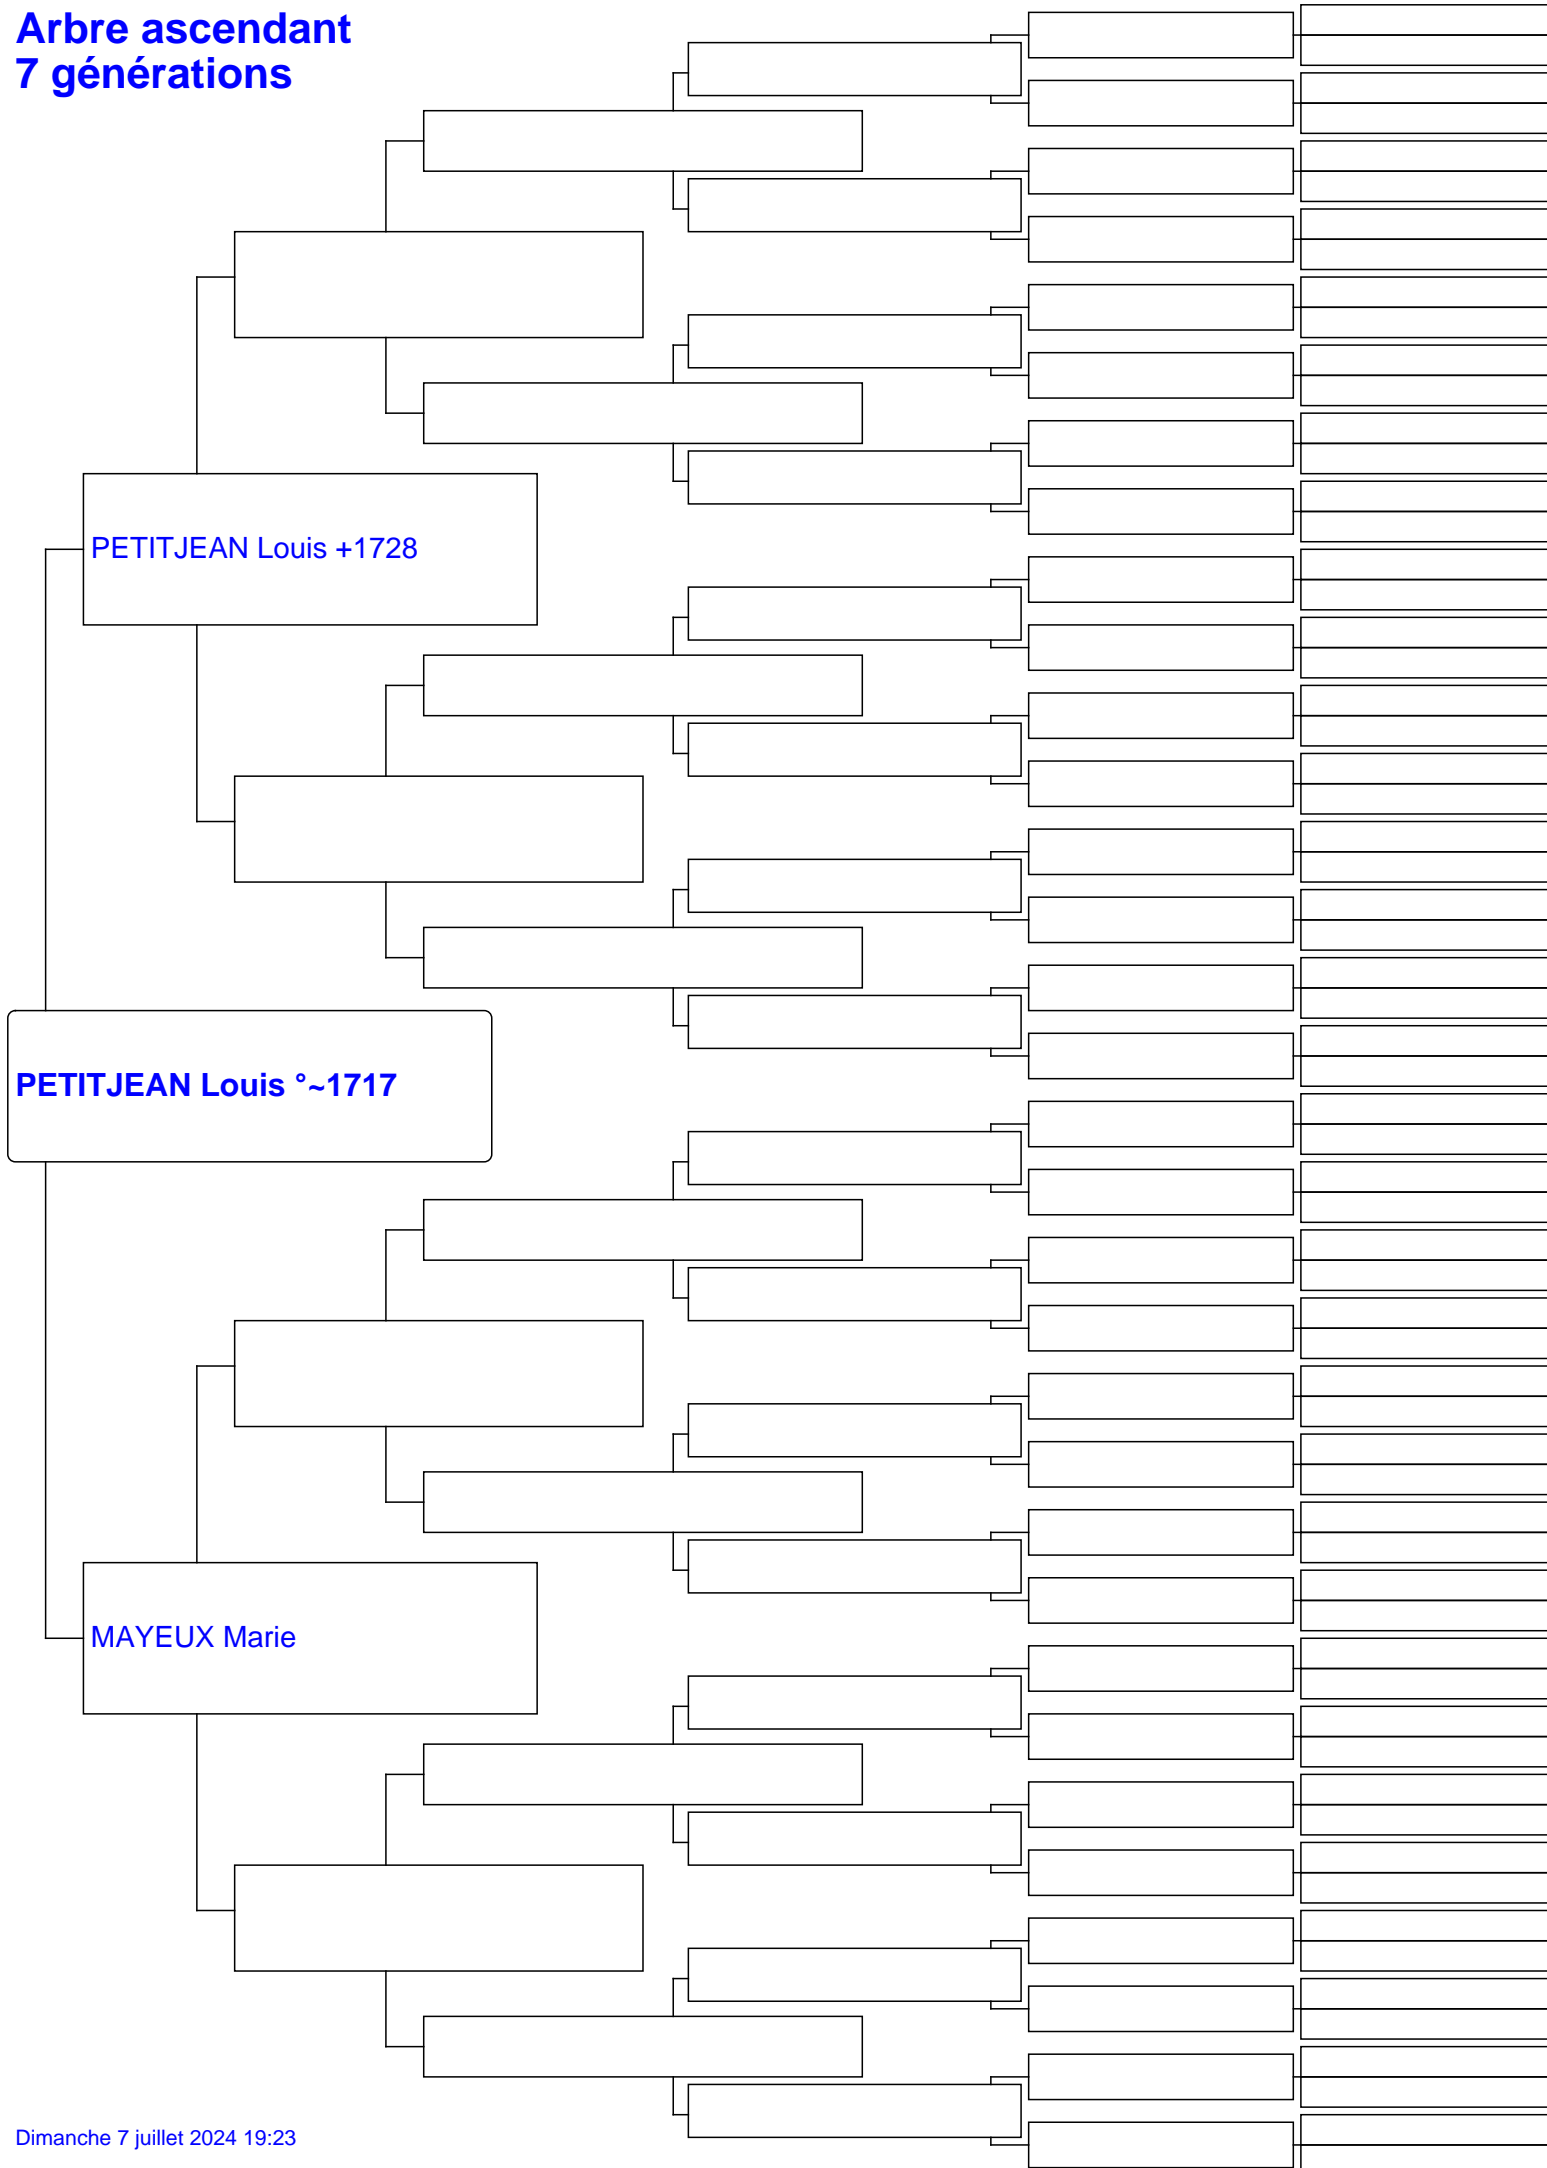 Arbre ascendant
7 générations
PETITJEAN Louis +1728
PETITJEAN Louis °~1717
MAYEUX Marie
Dimanche 7 juillet 2024 19:23